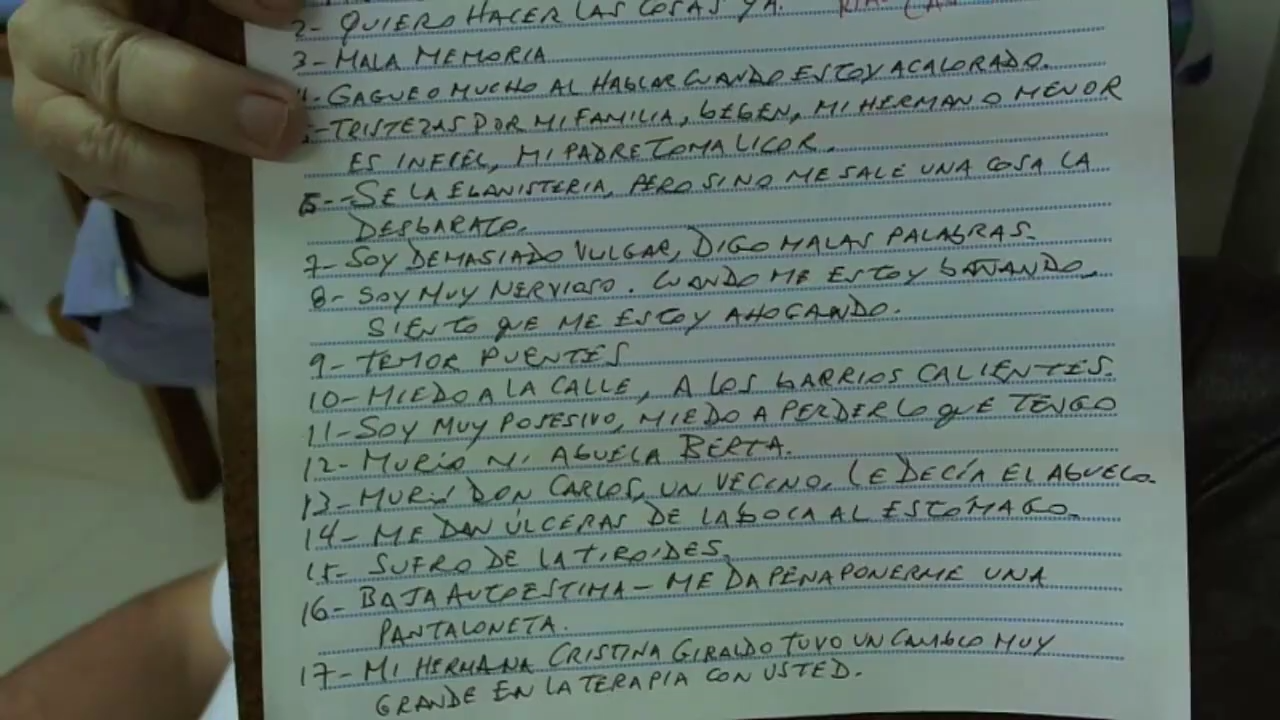 2- QUIERO HACER LAS COSAS YA.
3- MALA MEMORIA
- GAGUEO MUCHO AL HABLAR CUANDO ESTOY ACALORADO.
- TRISTEZAS POR MI FAMILIA, BEBEN, MI HERMANO MENOR
ES INFIEL, MI PADRE TOMA LICOR.
- SE LA EBANISTERIA, PERO SI NO ME SALE UNA COSA LA
DESBARATO.
7- SOY DEMASIADO VULGAR, DIGO MALAS PALABRAS.
8- SOY MUY NERVIOSO. CUANDO ME ESTOY BAÑANDO
SIENTO QUE ME ESTOY AHOGANDO.
9- TEMOR PUENTES
10- MIEDO A LA CALLE, A LOS BARRIOS CALIENTES.
11- SOY MUY POSESIVO, MIEDO A PERDER LO QUE TENGO
12- MURIO MI ABUELA BERTA.
13- MURIO DON CARLOS, UN VECINO, LE DECÍA EL ABUELO.
14- ME DAN ÚLCERAS DE LA BOCA AL ESTÓMAGO.
15- SUFRO DE LA TIROIDES.
16- BAJA AUTOESTIMA - ME DA PENA PONERME UNA
PANTALONETA.
17- MI HERMANA CRISTINA GIRALDO TUVO UN CAMBIO MUY
GRANDE EN LA TERAPIA CON USTED.